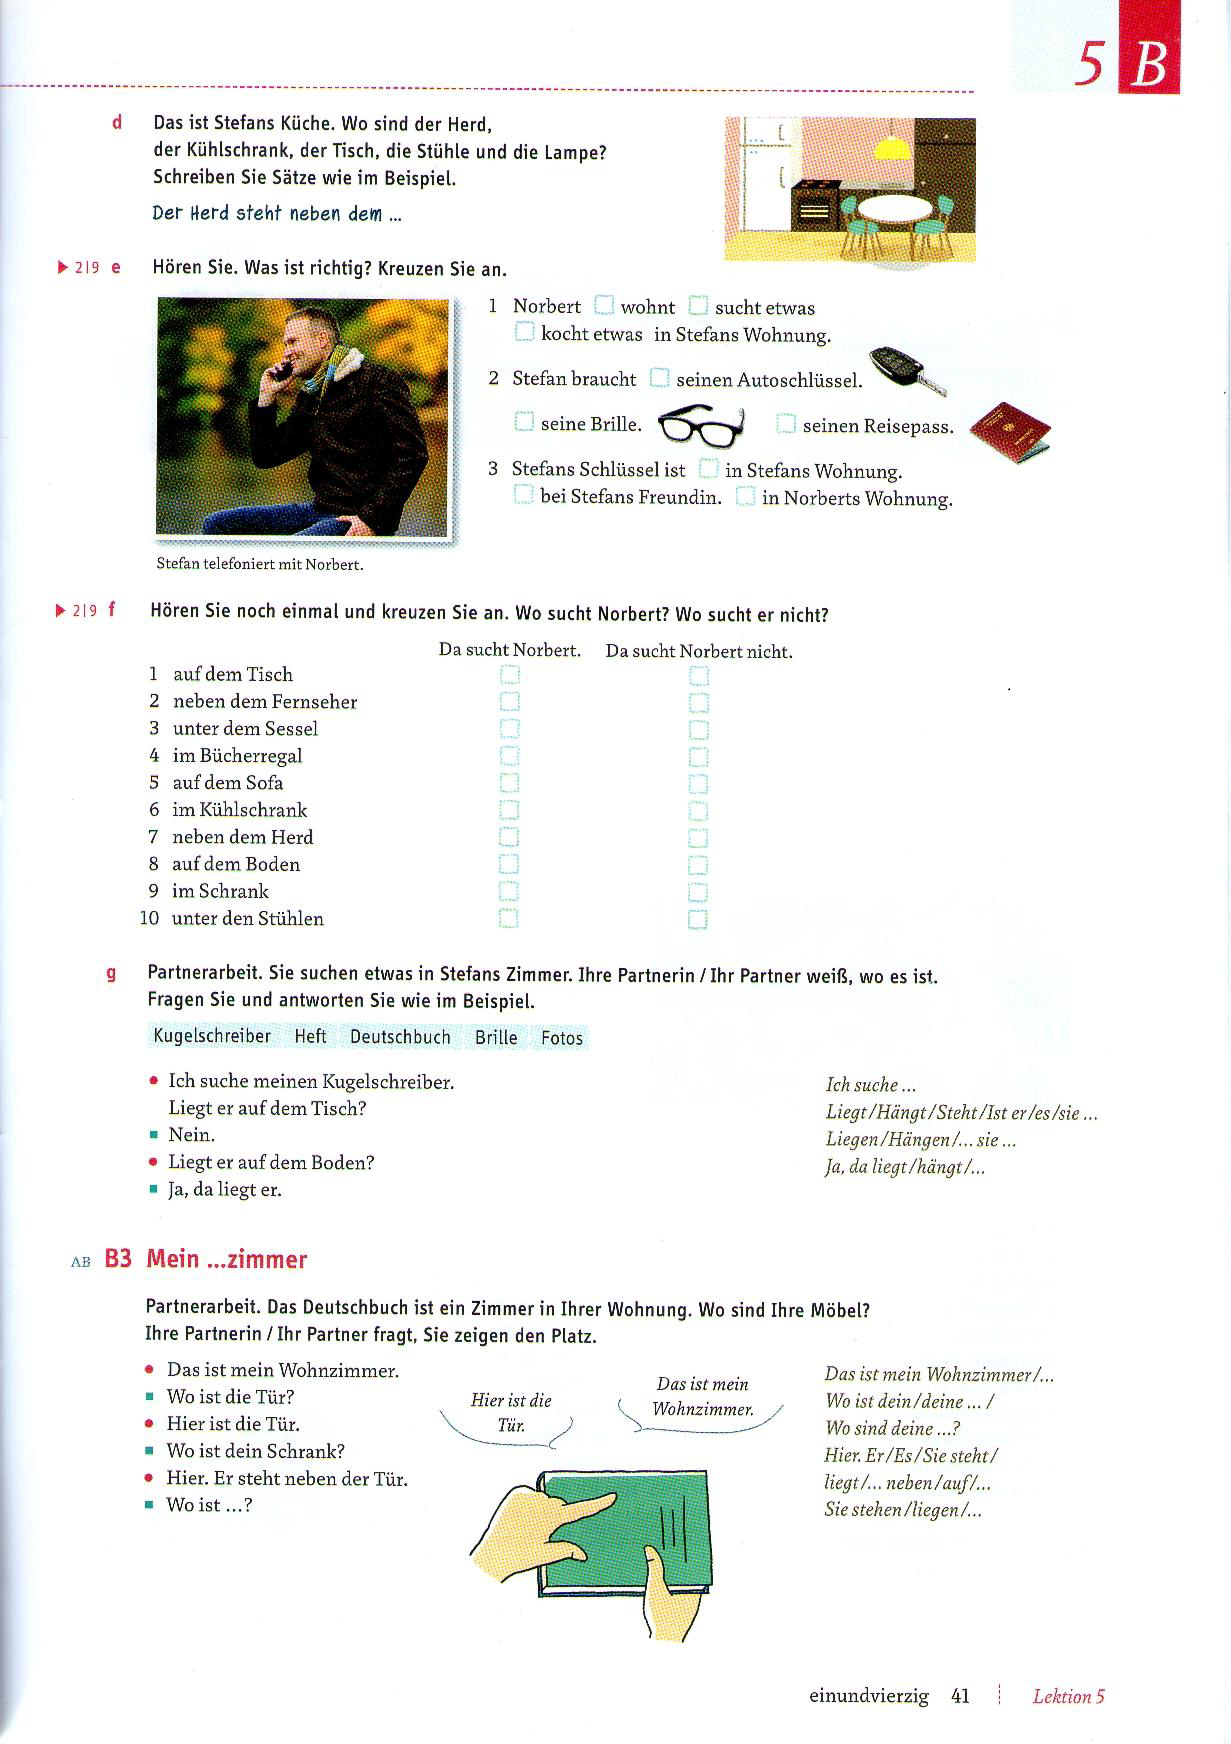 5 B
d Das ist Stefans Küche. Wo sind der Herd,
der Kühlschrank, der Tisch, die Stühle und die Lampe?
Schreiben Sie Sätze wie im Beispiel.
Der Herd steht neben dem ...
▶ 2|9 e Hören Sie. Was ist richtig? Kreuzen Sie an.
1 Norbert ☐ wohnt ☐ sucht etwas
☐ kocht etwas in Stefans Wohnung.
2 Stefan braucht ☐ seinen Autoschlüssel.
☐ seine Brille. ☐ seinen Reisepass.
3 Stefans Schlüssel ist ☐ in Stefans Wohnung.
☐ bei Stefans Freundin. ☐ in Norberts Wohnung.
Stefan telefoniert mit Norbert.
▶ 2|9 f Hören Sie noch einmal und kreuzen Sie an. Wo sucht Norbert? Wo sucht er nicht?
Da sucht Norbert. Da sucht Norbert nicht.
1 auf dem Tisch ☐ ☐
2 neben dem Fernseher ☐ ☐
3 unter dem Sessel ☐ ☐
4 im Bücherregal ☐ ☐
5 auf dem Sofa ☐ ☐
6 im Kühlschrank ☐ ☐
7 neben dem Herd ☐ ☐
8 auf dem Boden ☐ ☐
9 im Schrank ☐ ☐
10 unter den Stühlen ☐ ☐
g Partnerarbeit. Sie suchen etwas in Stefans Zimmer. Ihre Partnerin / Ihr Partner weiß, wo es ist.
Fragen Sie und antworten Sie wie im Beispiel.
Kugelschreiber Heft Deutschbuch Brille Fotos
• Ich suche meinen Kugelschreiber.
Liegt er auf dem Tisch?
▪ Nein.
• Liegt er auf dem Boden?
▪ Ja, da liegt er.
Ich suche ...
Liegt/Hängt/Steht/Ist er/es/sie ...
Liegen/Hängen/... sie ...
Ja, da liegt/hängt/...
AB B3 Mein ...zimmer
Partnerarbeit. Das Deutschbuch ist ein Zimmer in Ihrer Wohnung. Wo sind Ihre Möbel?
Ihre Partnerin / Ihr Partner fragt, Sie zeigen den Platz.
• Das ist mein Wohnzimmer.
▪ Wo ist die Tür?
• Hier ist die Tür.
▪ Wo ist dein Schrank?
• Hier. Er steht neben der Tür.
▪ Wo ist ...?
Hier ist die
Tür.
Das ist mein
Wohnzimmer.
Das ist mein Wohnzimmer/...
Wo ist dein/deine ... /
Wo sind deine ...?
Hier. Er/Es/Sie steht/
liegt/... neben/auf/...
Sie stehen/liegen/...
einundvierzig 41 Lektion 5